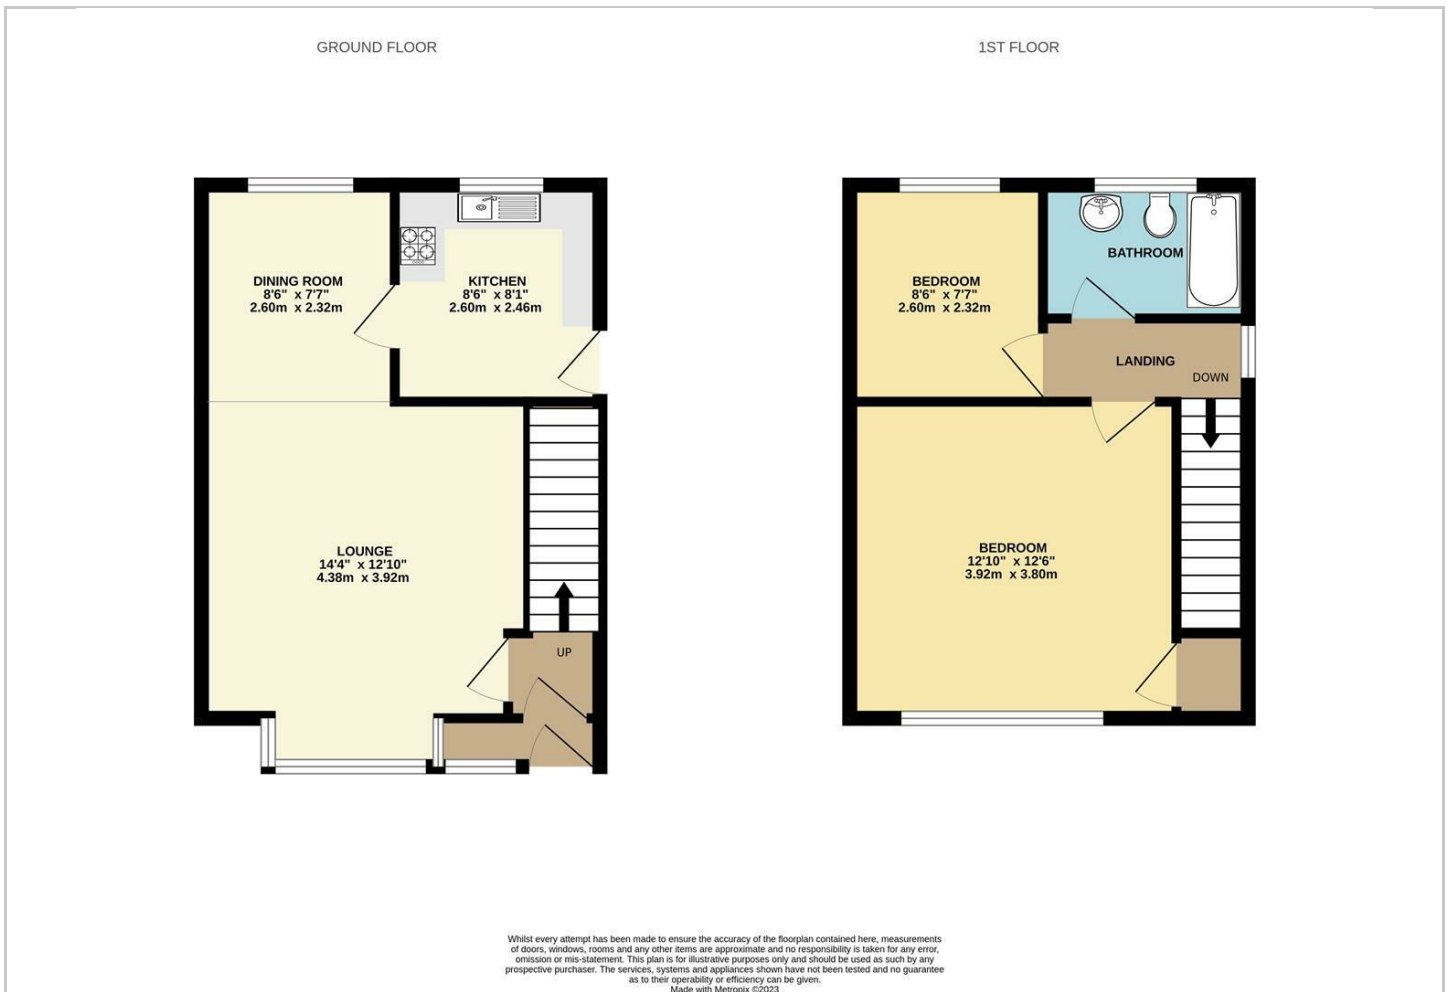 GROUND FLOOR
1ST FLOOR
DINING ROOM
8'6" x 7'7"
2.60m x 2.32m
KITCHEN
8'6" x 8'1"
2.60m x 2.46m
LOUNGE
14'4" x 12'10"
4.38m x 3.92m
UP
BEDROOM
8'6" x 7'7"
2.60m x 2.32m
BATHROOM
LANDING
DOWN
BEDROOM
12'10" x 12'6"
3.92m x 3.80m
Whilst every attempt has been made to ensure the accuracy of the floorplan contained here, measurements
of doors, windows, rooms and any other items are approximate and no responsibility is taken for any error,
omission or mis-statement. This plan is for illustrative purposes only and should be used as such by any
prospective purchaser. The services, systems and appliances shown have not been tested and no guarantee
as to their operability or efficiency can be given.
Made with Metropix ©2023